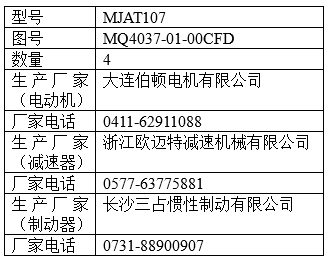 型号 MJAT107
图号 MQ4037-01-00CFD
数量 4
生产厂家 大连伯顿电机有限公司
（电动机）
厂家电话 0411-62911088
生产厂家 浙江欧迈特减速机械有限公司
（减速器）
厂家电话 0577-63775881
生产厂家 长沙三占惯性制动有限公司
（制动器）
厂家电话 0731-88900907